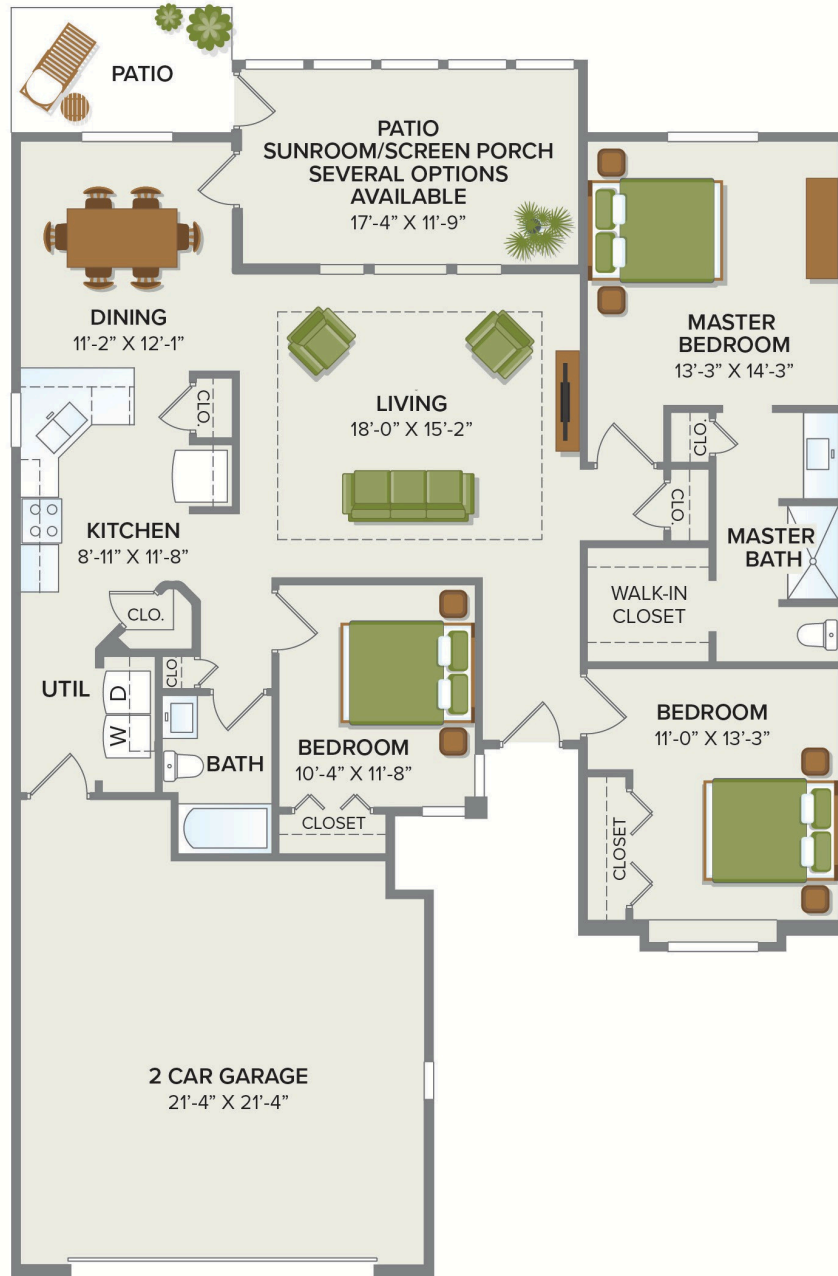 PATIO
PATIO
SUNROOM/SCREEN PORCH
SEVERAL OPTIONS
AVAILABLE
17’-4” X 11’-9”
DINING
11’-2” X 12’-1”
MASTER
BEDROOM
13’-3” X 14’-3”
CLO.
LIVING
18’-0” X 15’-2”
CLO.
CLO.
KITCHEN
8’-11” X 11’-8”
MASTER
BATH
WALK-IN
CLOSET
CLO.
CLO
UTIL
D
W
BATH
BEDROOM
10’-4” X 11’-8”
CLOSET
BEDROOM
11’-0” X 13’-3”
CLOSET
2 CAR GARAGE
21’-4” X 21’-4”